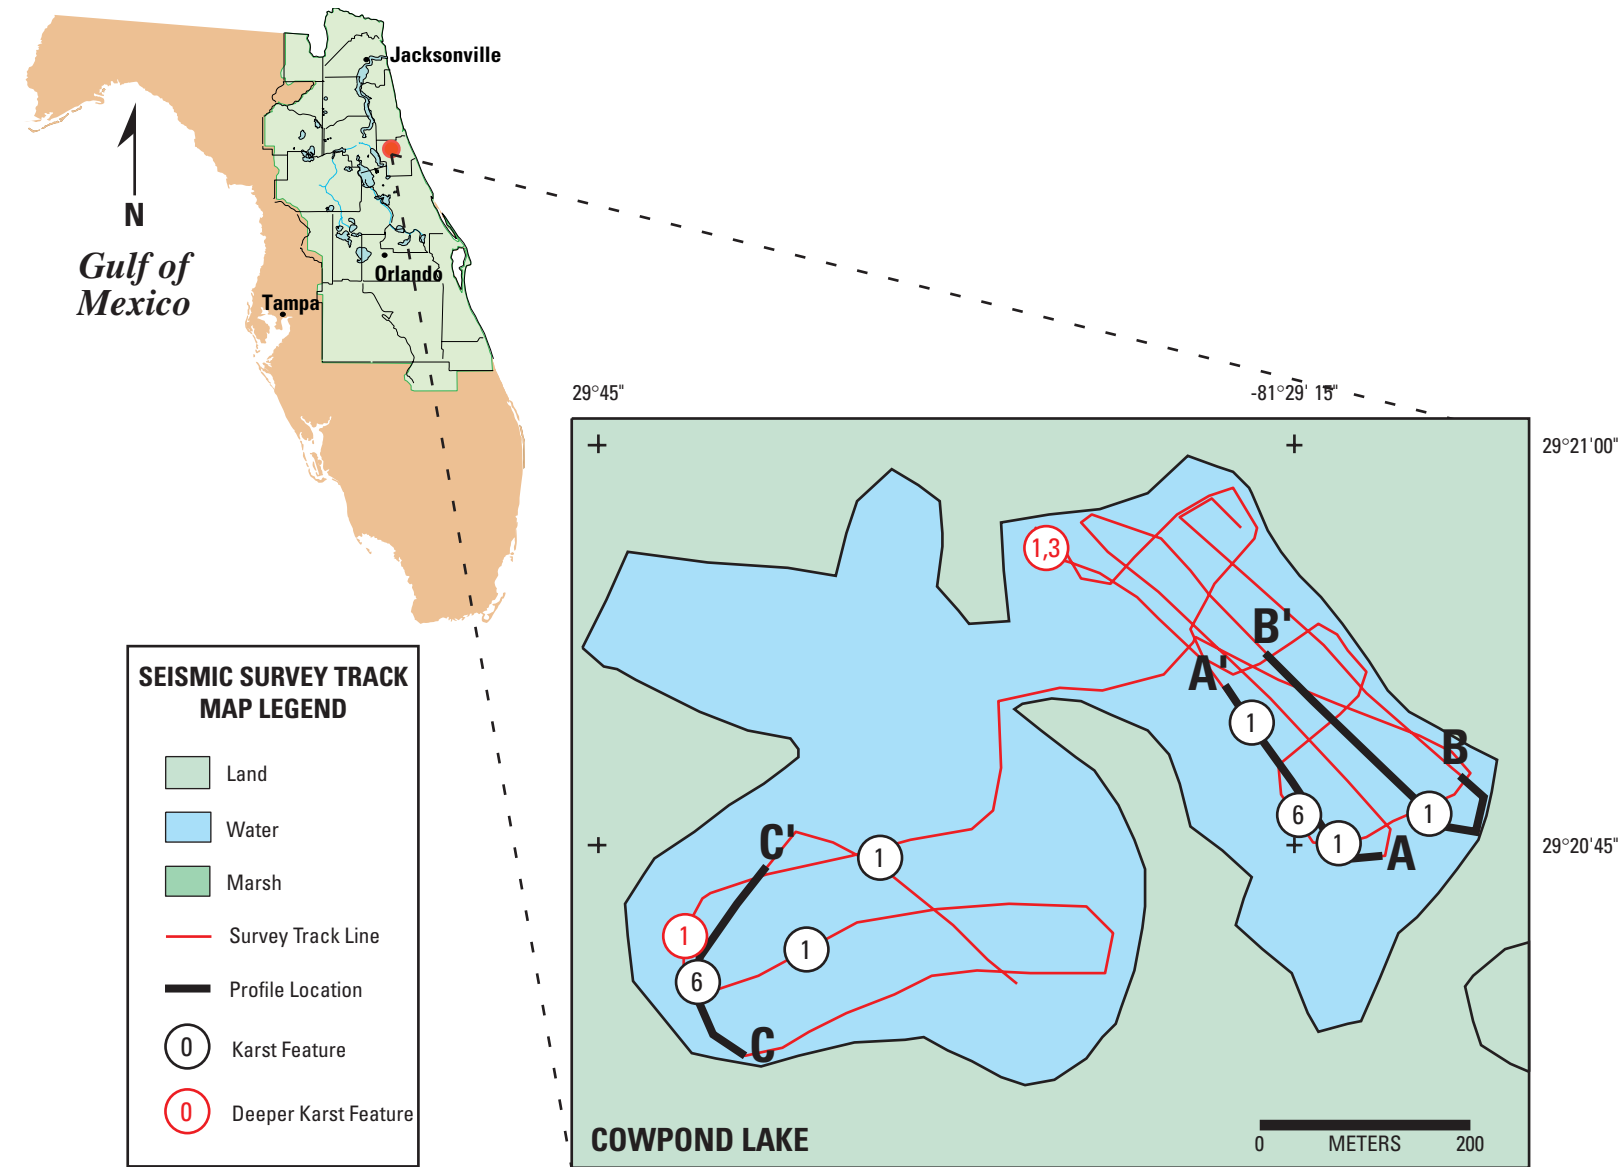 Jacksonville
N
Gulf of
Mexico
Orlando
Tampa
29°45"
-81°29' 15"
29°21'00"
1,3
B'
A'
1
B
SEISMIC SURVEY TRACK
MAP LEGEND
Land
Water
Marsh
Survey Track Line
Profile Location
0 Karst Feature
0 Deeper Karst Feature
6
1
29°20'45"
C'
1
1
A
1
1
6
C
COWPOND LAKE
0 METERS 200